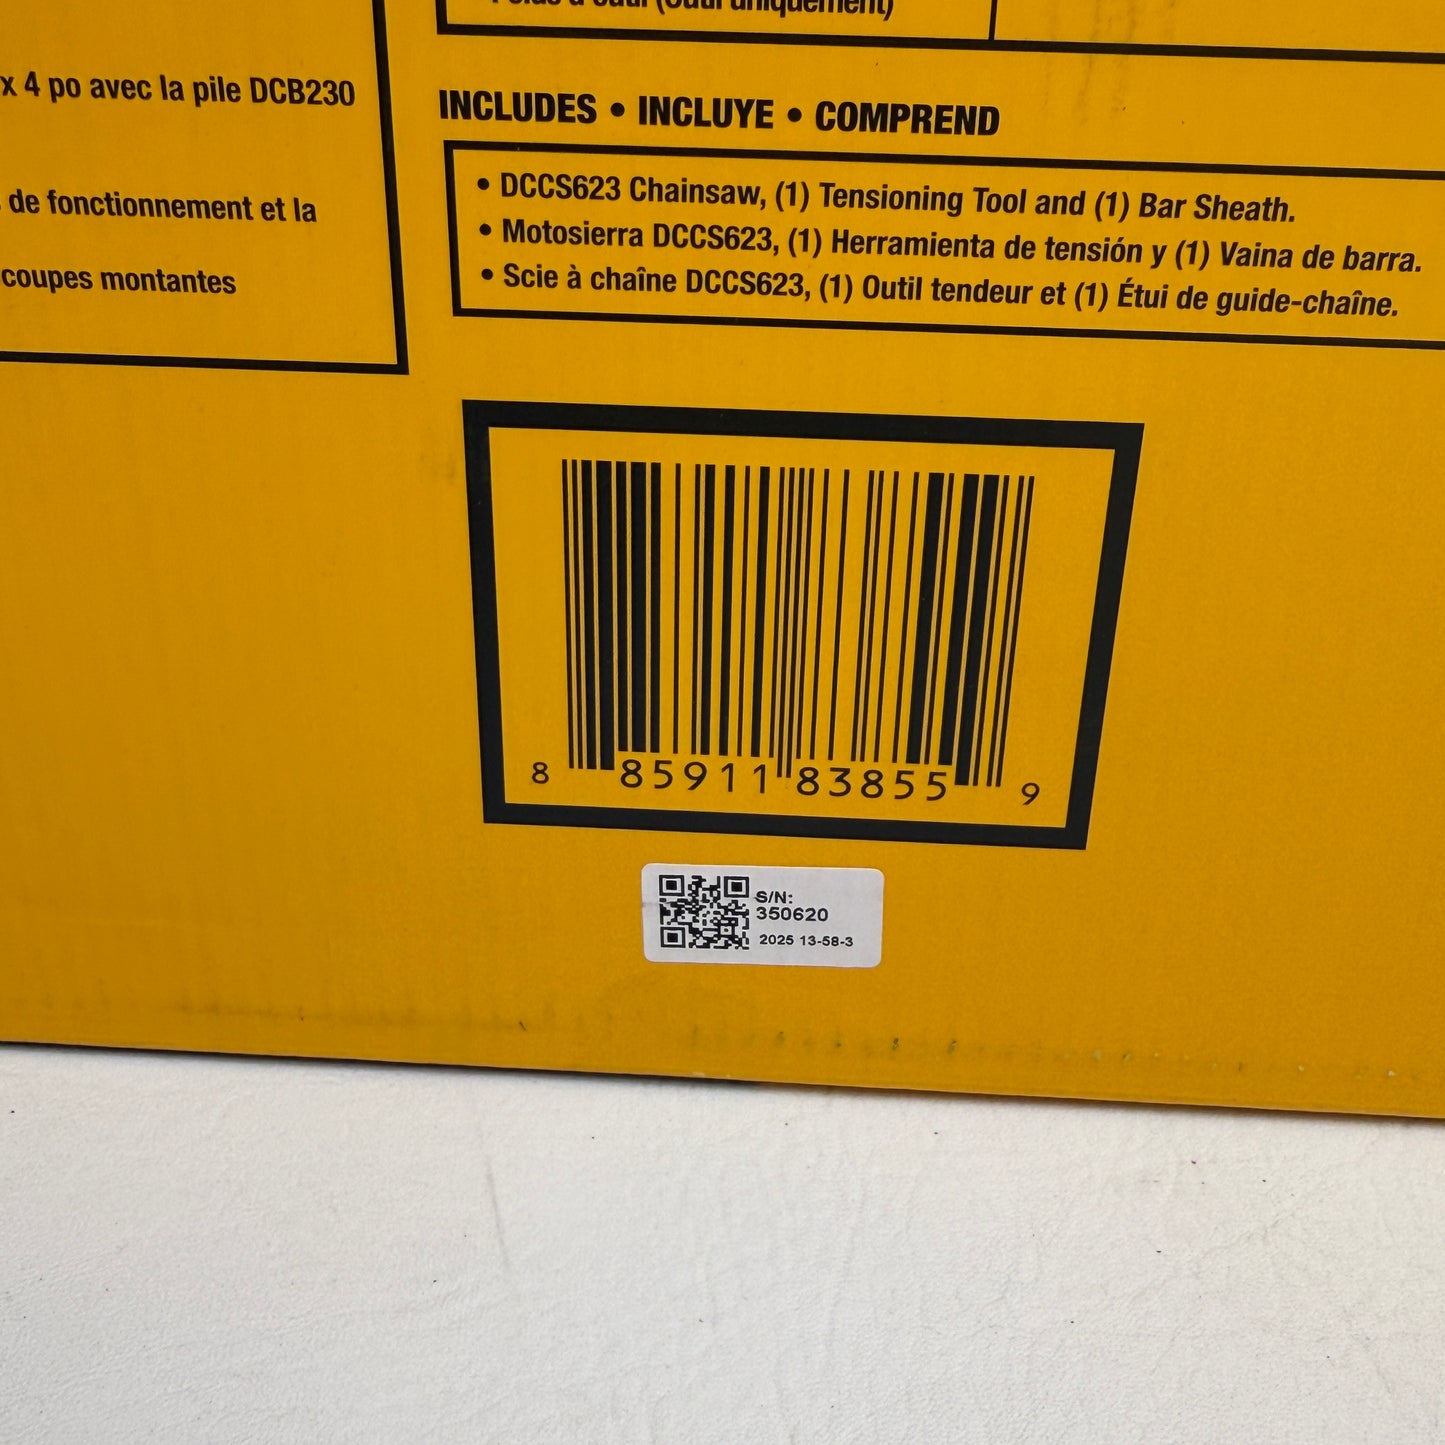 (Outil uniquement)
x 4 po avec la pile DCB230
de fonctionnement et la
coupes montantes
INCLUDES • INCLUYE • COMPREND
• DCCS623 Chainsaw, (1) Tensioning Tool and (1) Bar Sheath.
• Motosierra DCCS623, (1) Herramienta de tensión y (1) Vaina de barra.
• Scie à chaîne DCCS623, (1) Outil tendeur et (1) Étui de guide-chaîne.
8 85911 83855 9
S/N:
350620
2025 13-58-3